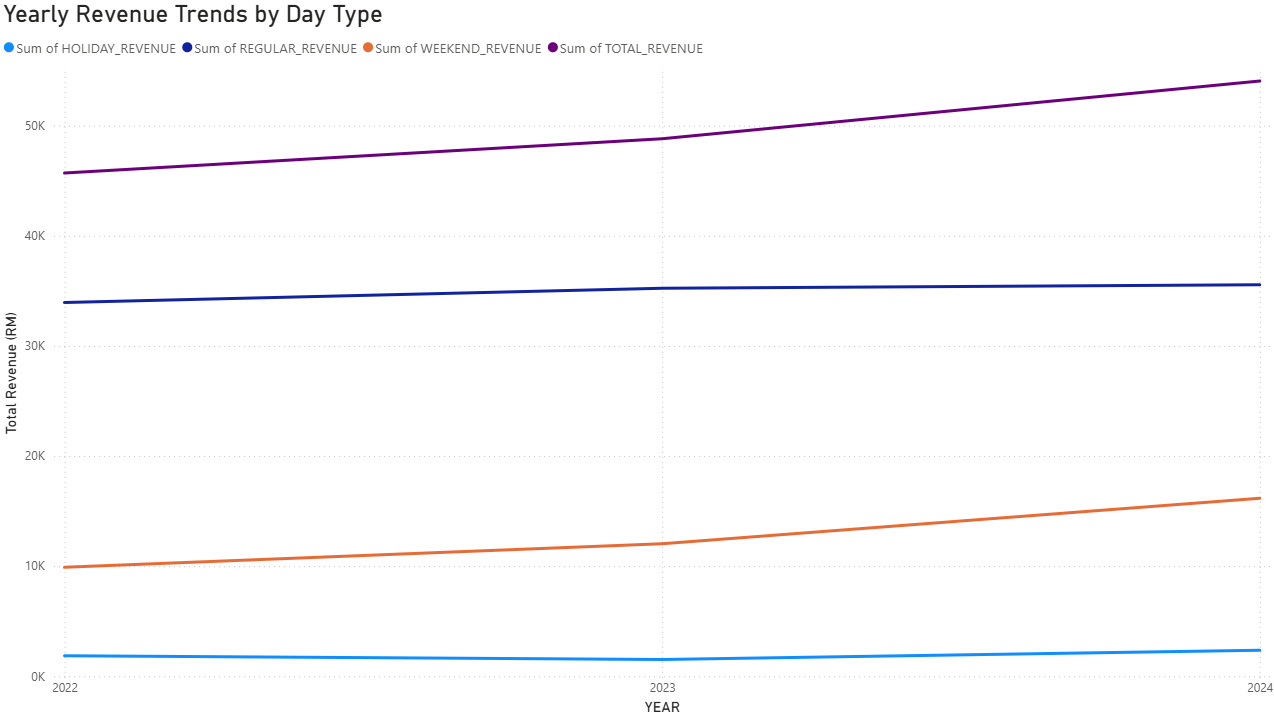 Yearly Revenue Trends by Day Type
Sum of HOLIDAY_REVENUE Sum of REGULAR_REVENUE Sum of WEEKEND_REVENUE Sum of TOTAL_REVENUE
50K
40K
30K
20K
10K
0K
Total Revenue (RM)
2022 2023 2024
YEAR